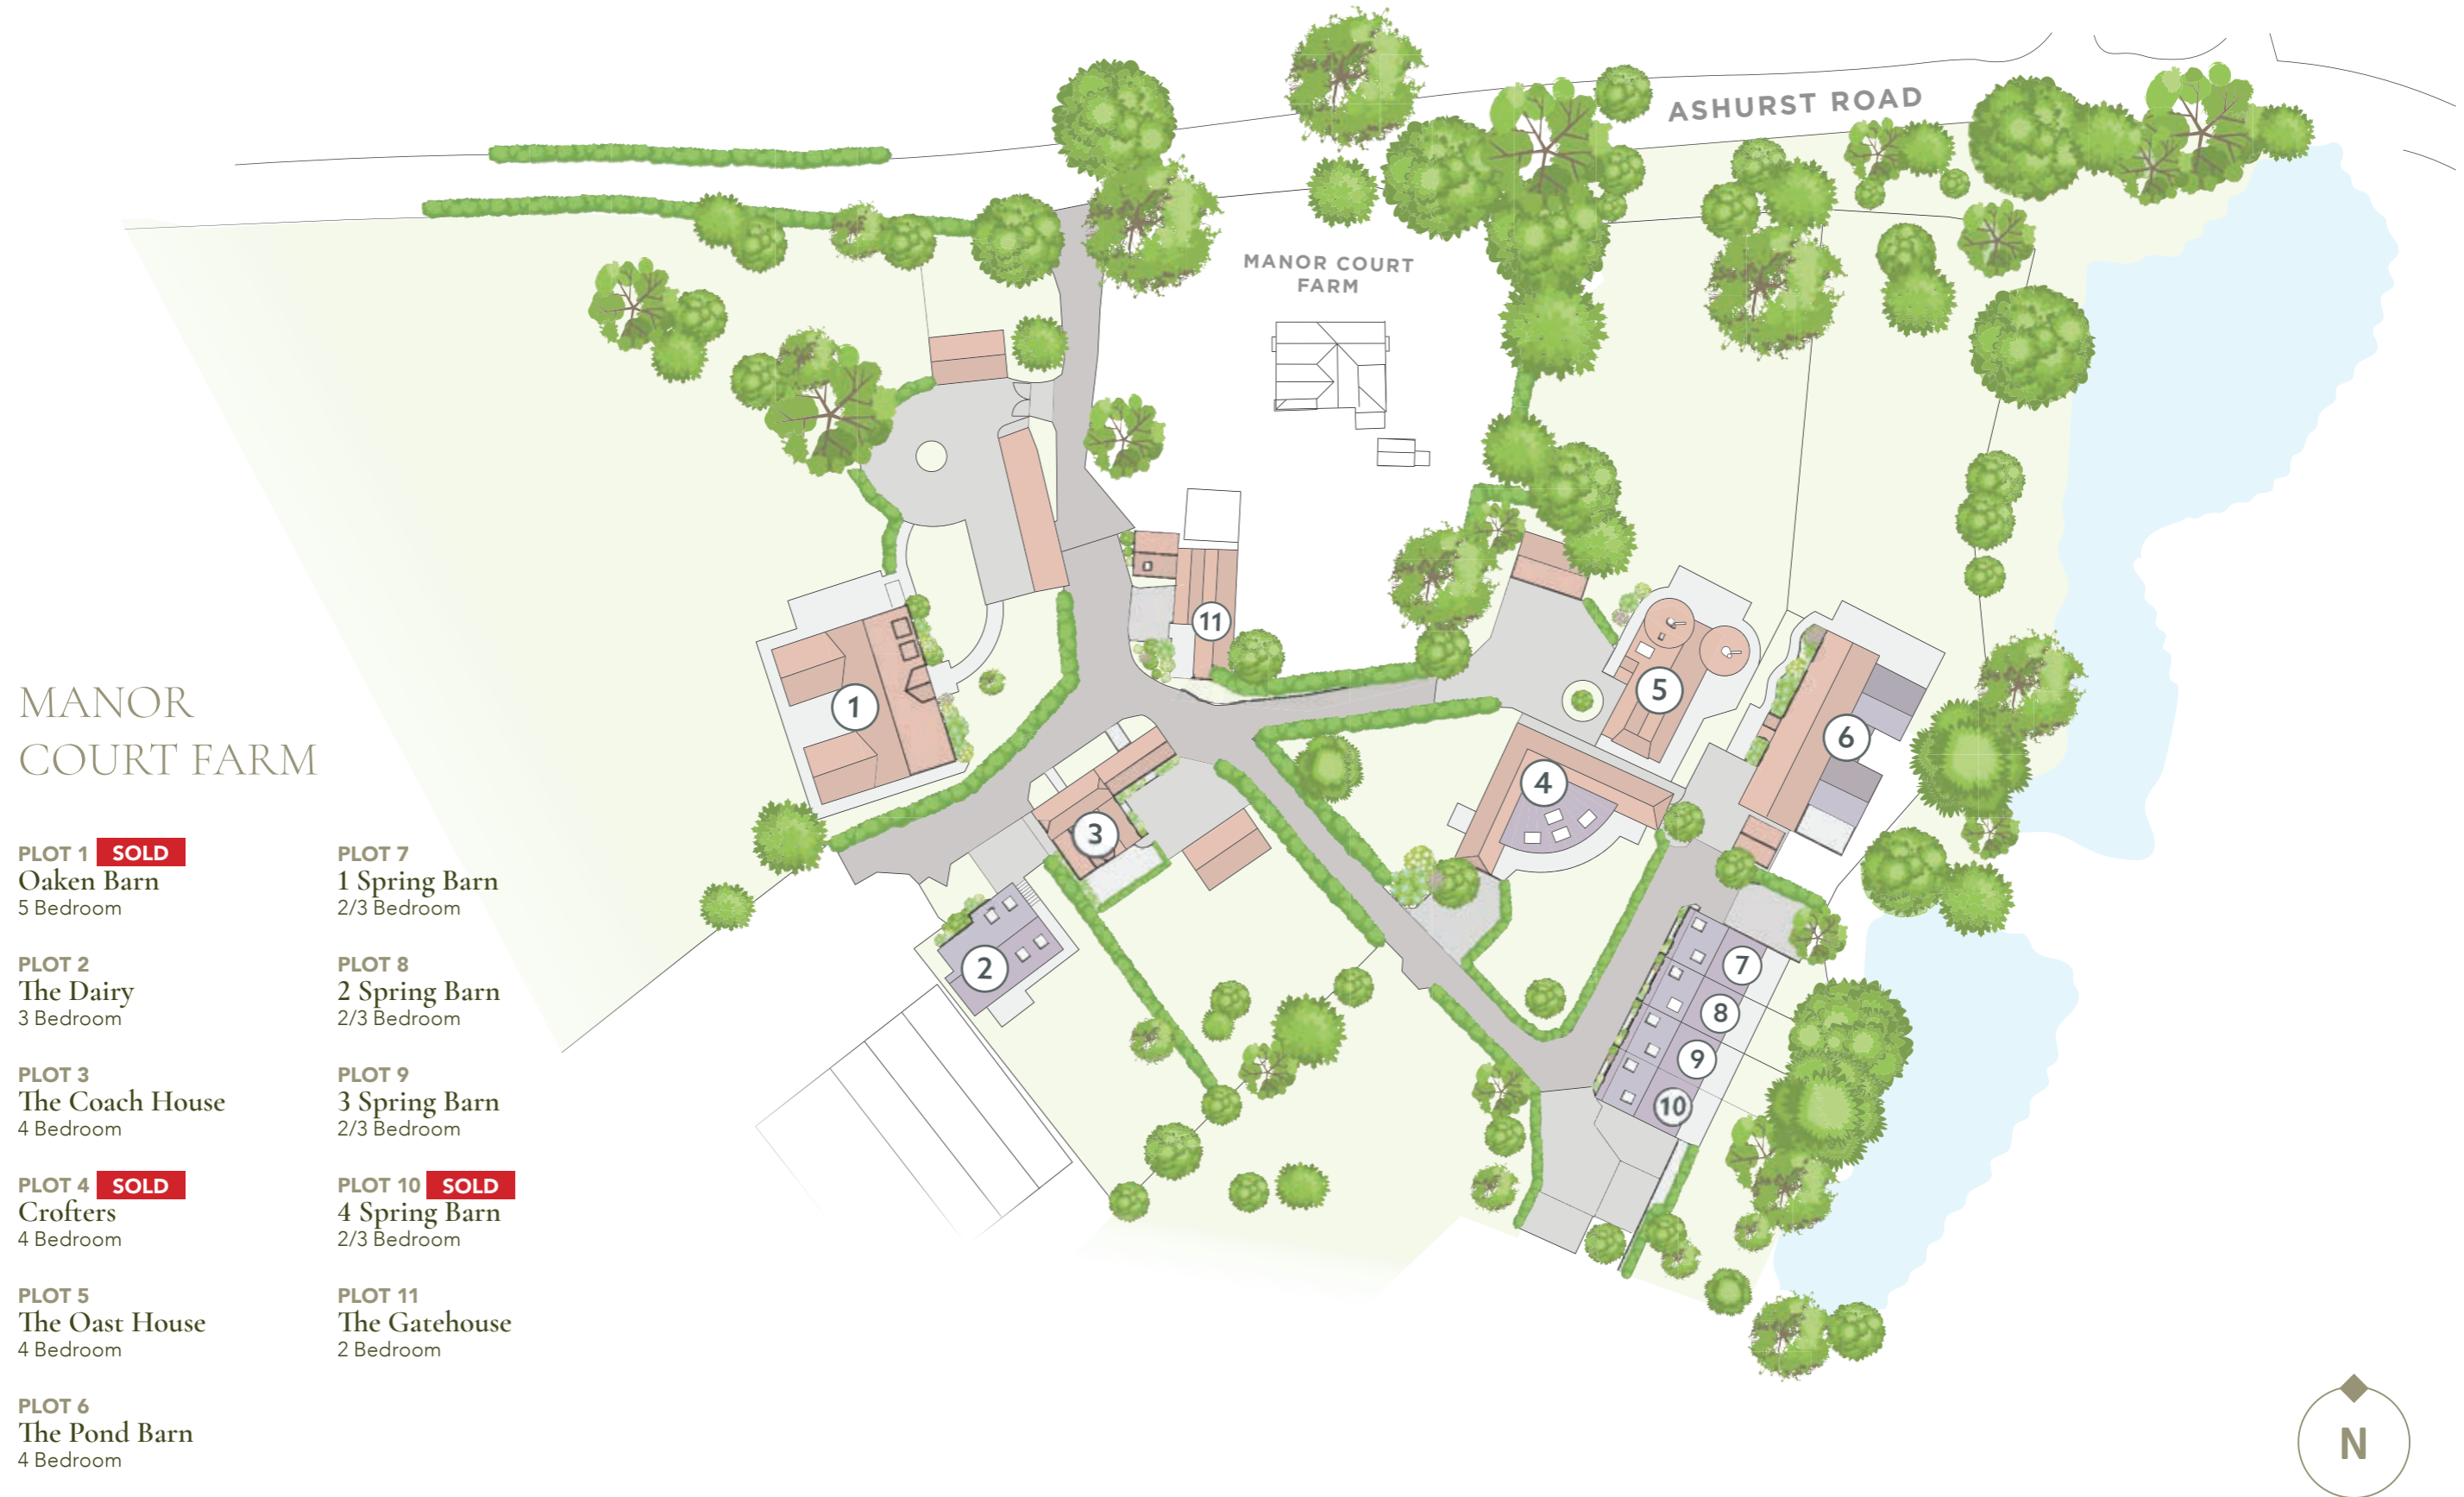 ASHURST ROAD
MANOR COURT
FARM
11
1
5
6
4
3
2
7
8
9
10
MANOR
COURT FARM
PLOT 1 SOLD
Oaken Barn
5 Bedroom
PLOT 2
The Dairy
3 Bedroom
PLOT 3
The Coach House
4 Bedroom
PLOT 4 SOLD
Crofters
4 Bedroom
PLOT 5
The Oast House
4 Bedroom
PLOT 6
The Pond Barn
4 Bedroom
PLOT 7
1 Spring Barn
2/3 Bedroom
PLOT 8
2 Spring Barn
2/3 Bedroom
PLOT 9
3 Spring Barn
2/3 Bedroom
PLOT 10 SOLD
4 Spring Barn
2/3 Bedroom
PLOT 11
The Gatehouse
2 Bedroom
N